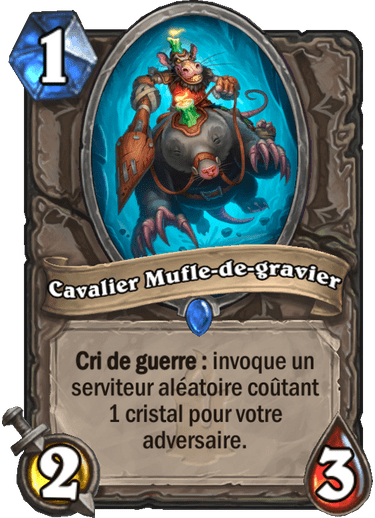 1
Cavalier Mufle-de-gravier
Cri de guerre : invoque un
serviteur aléatoire coûtant
1 cristal pour votre
adversaire.
2
3